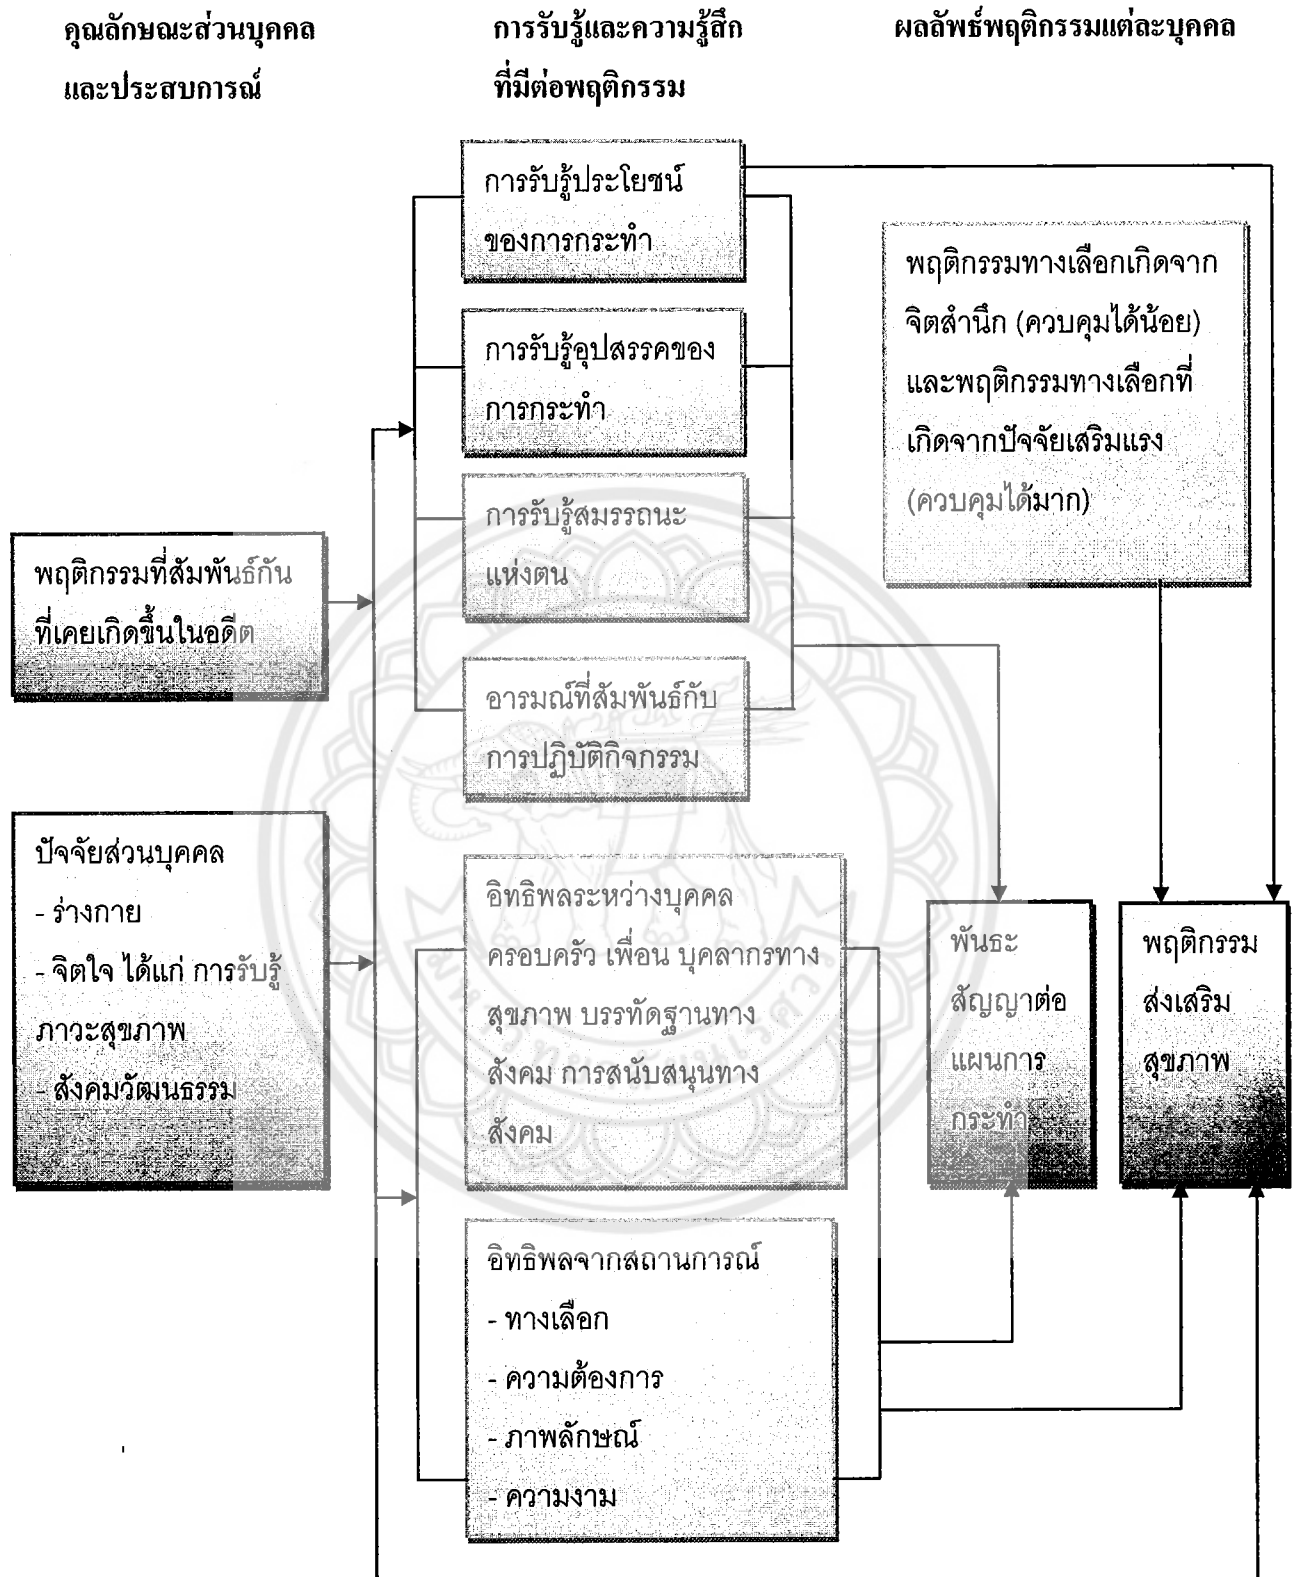 คุณลักษณะส่วนบุคคล
และประสบการณ์
การรับรู้และความรู้สึก
ที่มีต่อพฤติกรรม
ผลลัพธ์พฤติกรรมแต่ละบุคคล
การรับรู้ประโยชน์
ของการกระทำ
การรับรู้อุปสรรคของ
การกระทำ
การรับรู้สมรรถนะ
แห่งตน
อารมณ์ที่สัมพันธ์กับ
การปฏิบัติกิจกรรม
พฤติกรรมทางเลือกเกิดจาก
จิตสำนึก (ควบคุมได้น้อย)
และพฤติกรรมทางเลือกที่
เกิดจากปัจจัยเสริมแรง
(ควบคุมได้มาก)
พฤติกรรมที่สัมพันธ์กัน
ที่เคยเกิดขึ้นในอดีต
ปัจจัยส่วนบุคคล
- ร่างกาย
- จิตใจ ได้แก่ การรับรู้
ภาวะสุขภาพ
- สังคมวัฒนธรรม
อิทธิพลระหว่างบุคคล
ครอบครัว เพื่อน บุคลากรทาง
สุขภาพ บรรทัดฐานทาง
สังคม การสนับสนุนทาง
สังคม
อิทธิพลจากสถานการณ์
- ทางเลือก
- ความต้องการ
- ภาพลักษณ์
- ความงาม
พันธะ
สัญญาต่อ
แผนการ
กระทำ
พฤติกรรม
ส่งเสริม
สุขภาพ